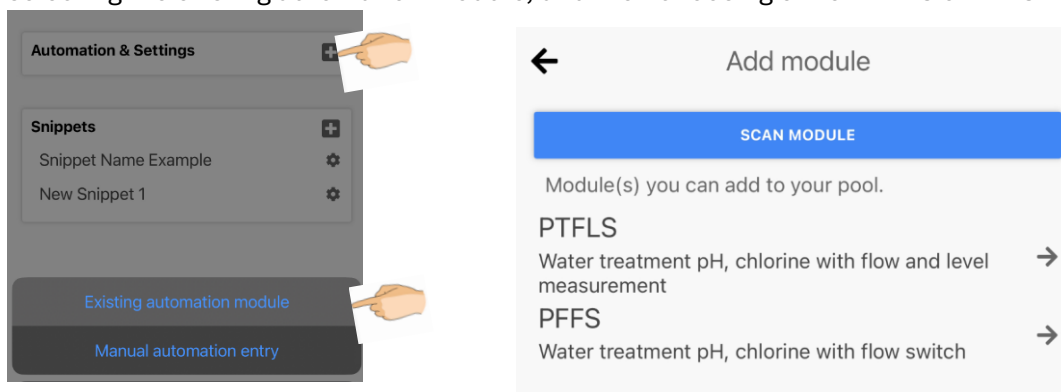 Automation & Settings
Snippets
Snippet Name Example
New Snippet 1
Existing automation module
Manual automation entry
Add module
SCAN MODULE
Module(s) you can add to your pool.
PTFLS
Water treatment pH, chlorine with flow and level
measurement
PFFS
Water treatment pH, chlorine with flow switch